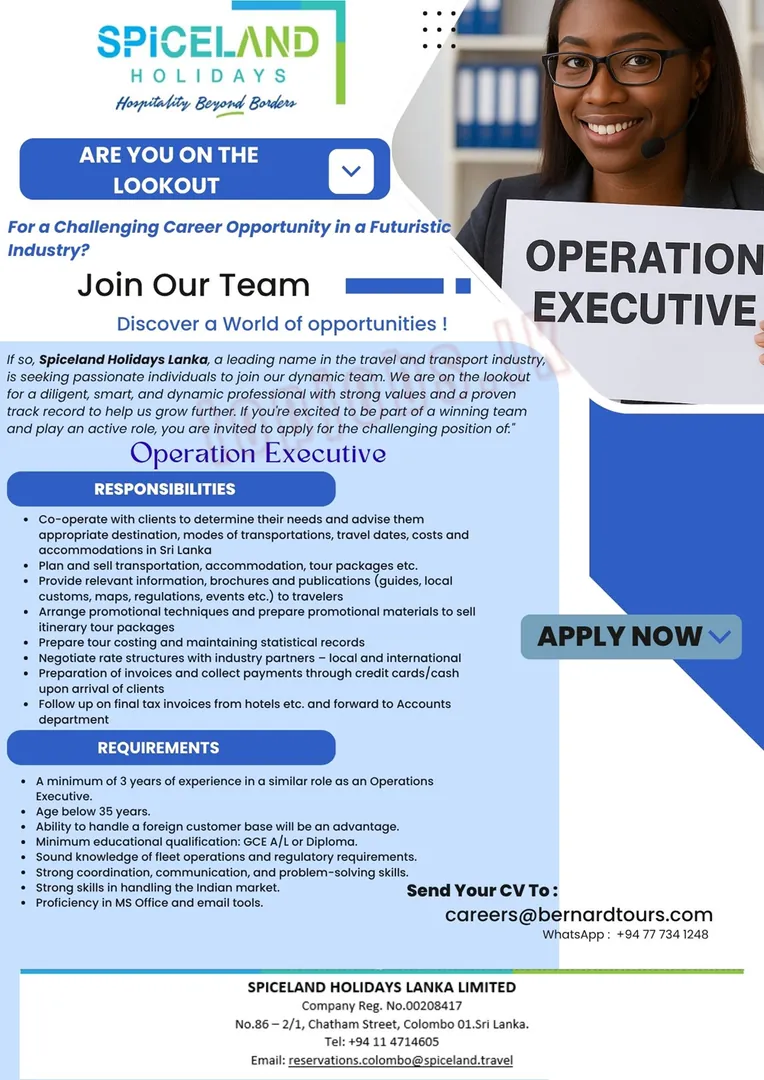 SPiCELAND
HOLIDAYS
Hospitality Beyond Borders
ARE YOU ON THE
LOOKOUT
For a Challenging Career Opportunity in a Futuristic
Industry?
Join Our Team
Discover a World of opportunities !
OPERATION
EXECUTIVE
If so, Spiceland Holidays Lanka, a leading name in the travel and transport industry,
is seeking passionate individuals to join our dynamic team. We are on the lookout
for a diligent, smart, and dynamic professional with strong values and a proven
track record to help us grow further. If you're excited to be part of a winning team
and play an active role, you are invited to apply for the challenging position of:"
topjobs.lk
Operation Executive
RESPONSIBILITIES
• Co-operate with clients to determine their needs and advise them
appropriate destination, modes of transportations, travel dates, costs and
accommodations in Sri Lanka
• Plan and sell transportation, accommodation, tour packages etc.
• Provide relevant information, brochures and publications (guides, local
customs, maps, regulations, events etc.) to travelers
• Arrange promotional techniques and prepare promotional materials to sell
itinerary tour packages
• Prepare tour costing and maintaining statistical records
• Negotiate rate structures with industry partners – local and international
• Preparation of invoices and collect payments through credit cards/cash
upon arrival of clients
• Follow up on final tax invoices from hotels etc. and forward to Accounts
department
APPLY NOW
REQUIREMENTS
• A minimum of 3 years of experience in a similar role as an Operations
Executive.
• Age below 35 years.
• Ability to handle a foreign customer base will be an advantage.
• Minimum educational qualification: GCE A/L or Diploma.
• Sound knowledge of fleet operations and regulatory requirements.
• Strong coordination, communication, and problem-solving skills.
• Strong skills in handling the Indian market.
• Proficiency in MS Office and email tools.
Send Your CV To :
careers@bernardtours.com
WhatsApp : +94 77 734 1248
SPICELAND HOLIDAYS LANKA LIMITED
Company Reg. No.00208417
No.86 – 2/1, Chatham Street, Colombo 01.Sri Lanka.
Tel: +94 11 4714605
Email: reservations.colombo@spiceland.travel